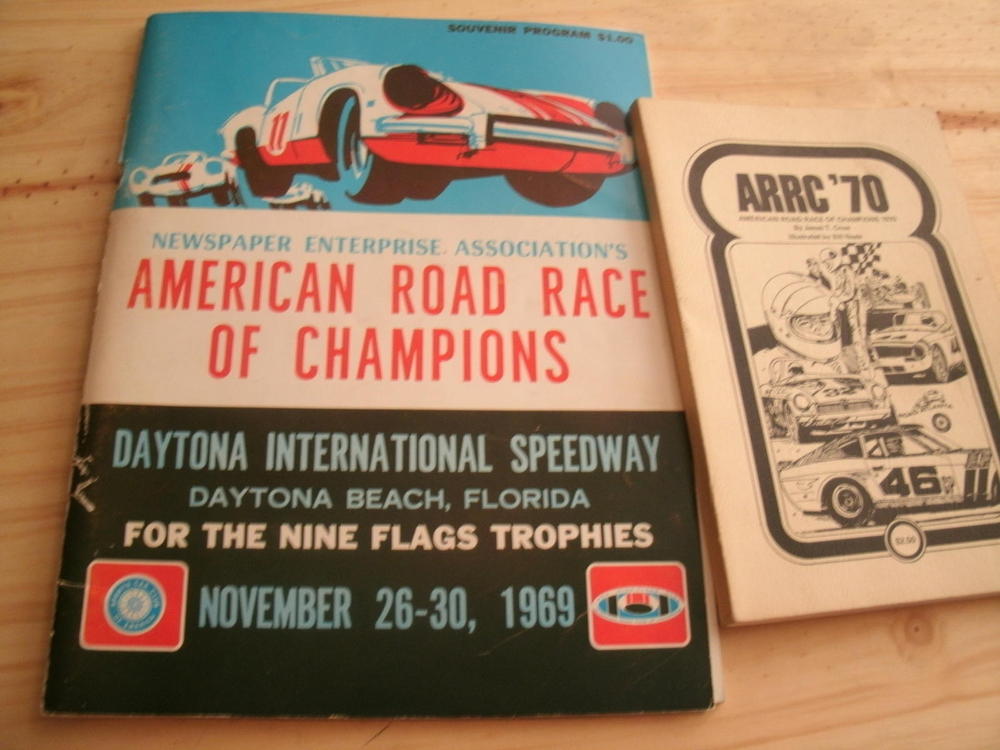 SOUVENIR PROGRAM $1.00
11
NEWSPAPER ENTERPRISE ASSOCIATION'S
AMERICAN ROAD RACE
OF CHAMPIONS
DAYTONA INTERNATIONAL SPEEDWAY
DAYTONA BEACH, FLORIDA
FOR THE NINE FLAGS TROPHIES
NOVEMBER 26-30, 1969
ARRC '70
AMERICAN ROAD RACE OF CHAMPIONS 1970
46
$2.00